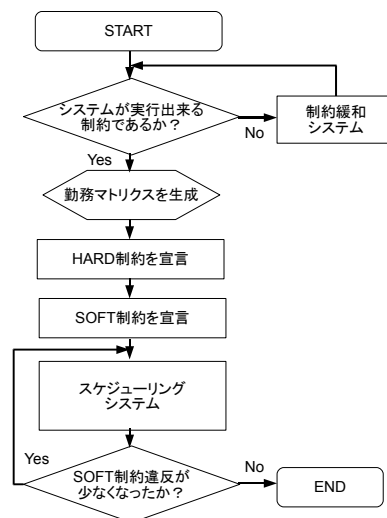 START
システムが実行出来る
制約であるか？
No
制約緩和
システム
Yes
勤務マトリクスを生成
HARD制約を宣言
SOFT制約を宣言
スケジューリング
システム
Yes
SOFT制約違反が
少なくなったか？
No
END